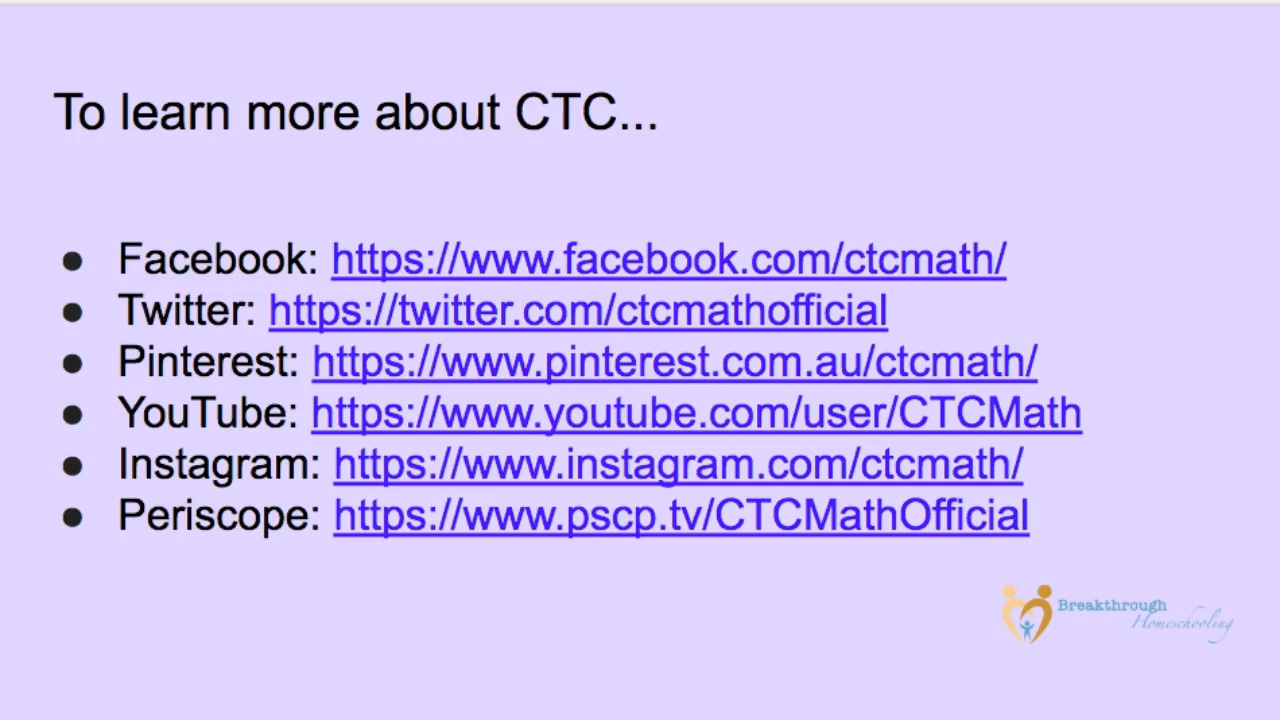 To learn more about CTC...
● Facebook: https://www.facebook.com/ctcmath/
● Twitter: https://twitter.com/ctcmathofficial
● Pinterest: https://www.pinterest.com.au/ctcmath/
● YouTube: https://www.youtube.com/user/CTCMath
● Instagram: https://www.instagram.com/ctcmath/
● Periscope: https://www.pscp.tv/CTCMathOfficial
Breakthrough
Homeschooling